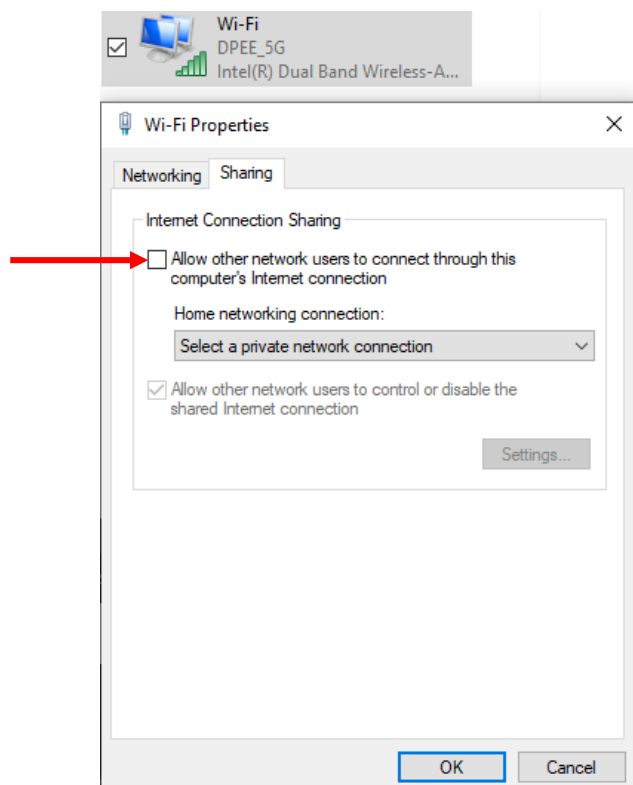 Wi-Fi
DPEE_5G
Intel(R) Dual Band Wireless-A...
Wi-Fi Properties
Networking
Sharing
Internet Connection Sharing
Allow other network users to connect through this
computer's Internet connection
Home networking connection:
Select a private network connection
Allow other network users to control or disable the
shared Internet connection
Settings...
OK
Cancel